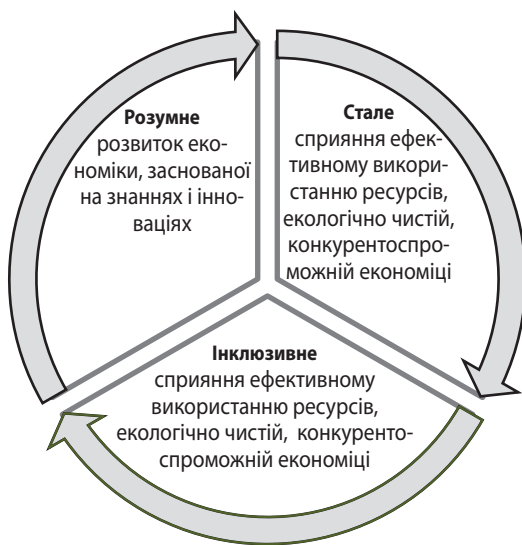 Розумне
розвиток еко-
номіки, заснованої
на знаннях і інно-
ваціях
Стале
сприяння ефек-
тивному викори-
станню ресурсів,
екологічно чистій,
конкурентоспро-
можній економіці
Інклюзивне
сприяння ефективному
використанню ресурсів,
екологічно чистій, конкуренто-
спроможній економіці